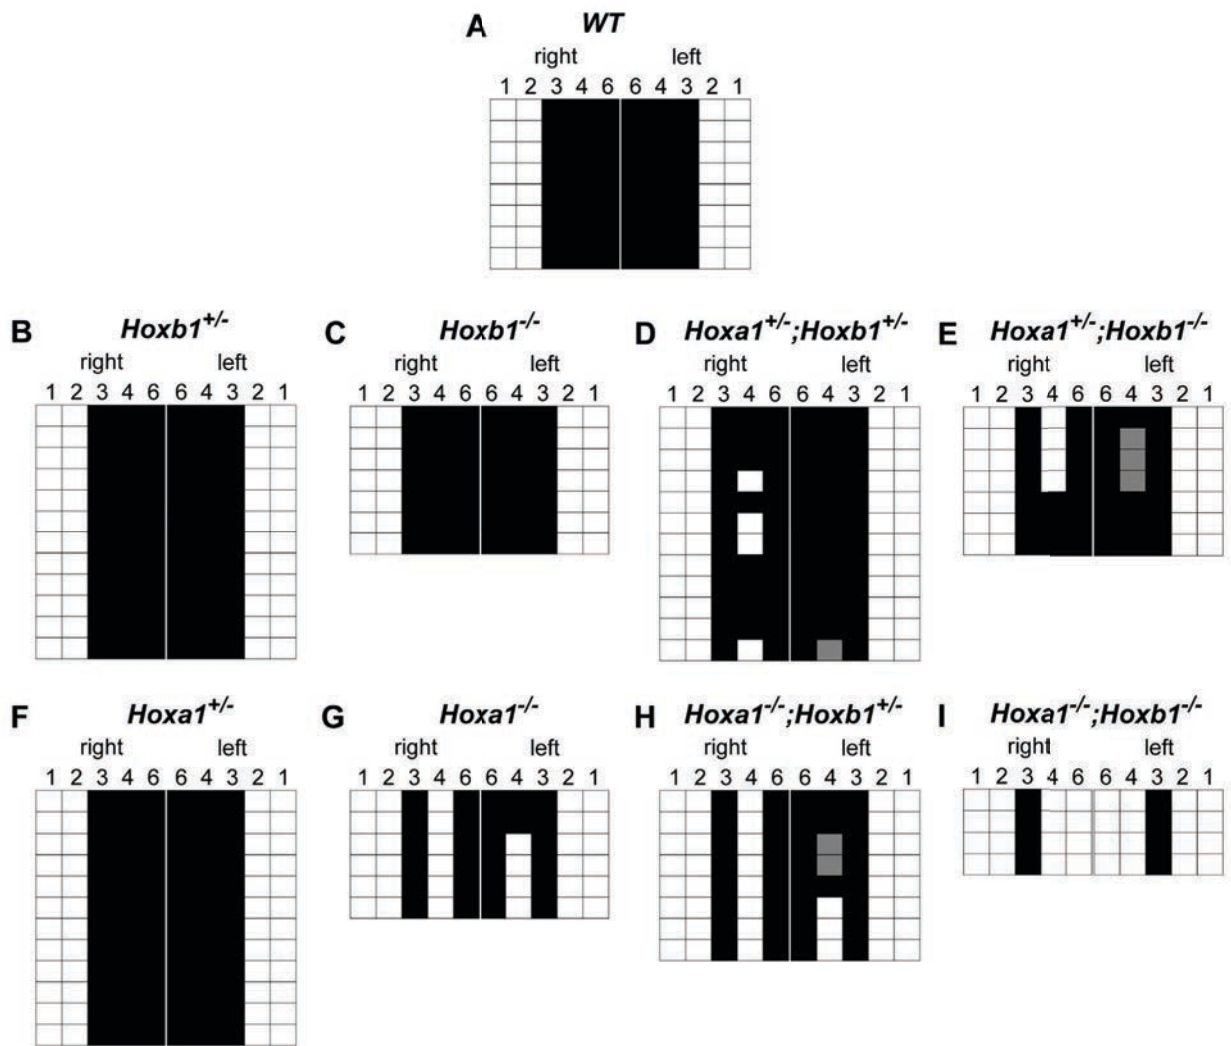 A WT
right left
1 2 3 4 6 6 4 3 2 1
B Hoxb1+/-
right left
1 2 3 4 6 6 4 3 2 1
C Hoxb1-/-
right left
1 2 3 4 6 6 4 3 2 1
D Hoxa1+/-;Hoxb1+/-
right left
1 2 3 4 6 6 4 3 2 1
E Hoxa1+/-;Hoxb1-/-
right left
1 2 3 4 6 6 4 3 2 1
F Hoxa1+/-
right left
1 2 3 4 6 6 4 3 2 1
G Hoxa1-/-
right left
1 2 3 4 6 6 4 3 2 1
H Hoxa1-/-;Hoxb1+/-
right left
1 2 3 4 6 6 4 3 2 1
I Hoxa1-/-;Hoxb1-/-
right left
1 2 3 4 6 6 4 3 2 1